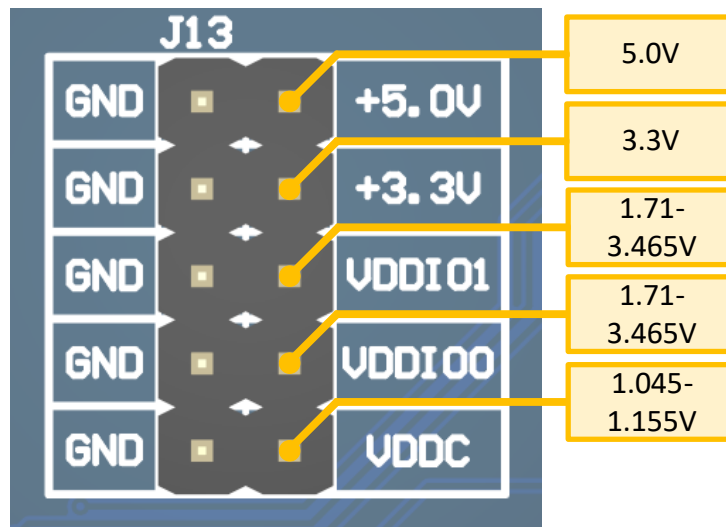 J13
GND +5.0V 5.0V
GND +3.3V 3.3V
GND VDDIO1 1.71-
3.465V
GND VDDIO0 1.71-
3.465V
GND VDDC 1.045-
1.155V